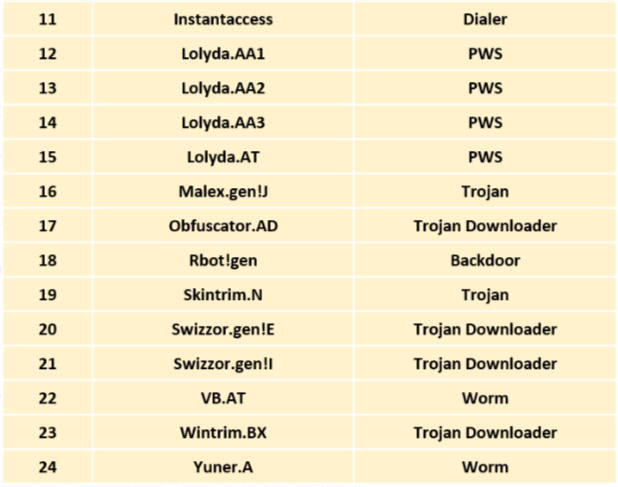 11 Instantaccess Dialer
12 Lolyda.AA1 PWS
13 Lolyda.AA2 PWS
14 Lolyda.AA3 PWS
15 Lolyda.AT PWS
16 Malex.gen!J Trojan
17 Obfuscator.AD Trojan Downloader
18 Rbot!gen Backdoor
19 Skintrim.N Trojan
20 Swizzor.gen!E Trojan Downloader
21 Swizzor.gen!I Trojan Downloader
22 VB.AT Worm
23 Wintrim.BX Trojan Downloader
24 Yuner.A Worm